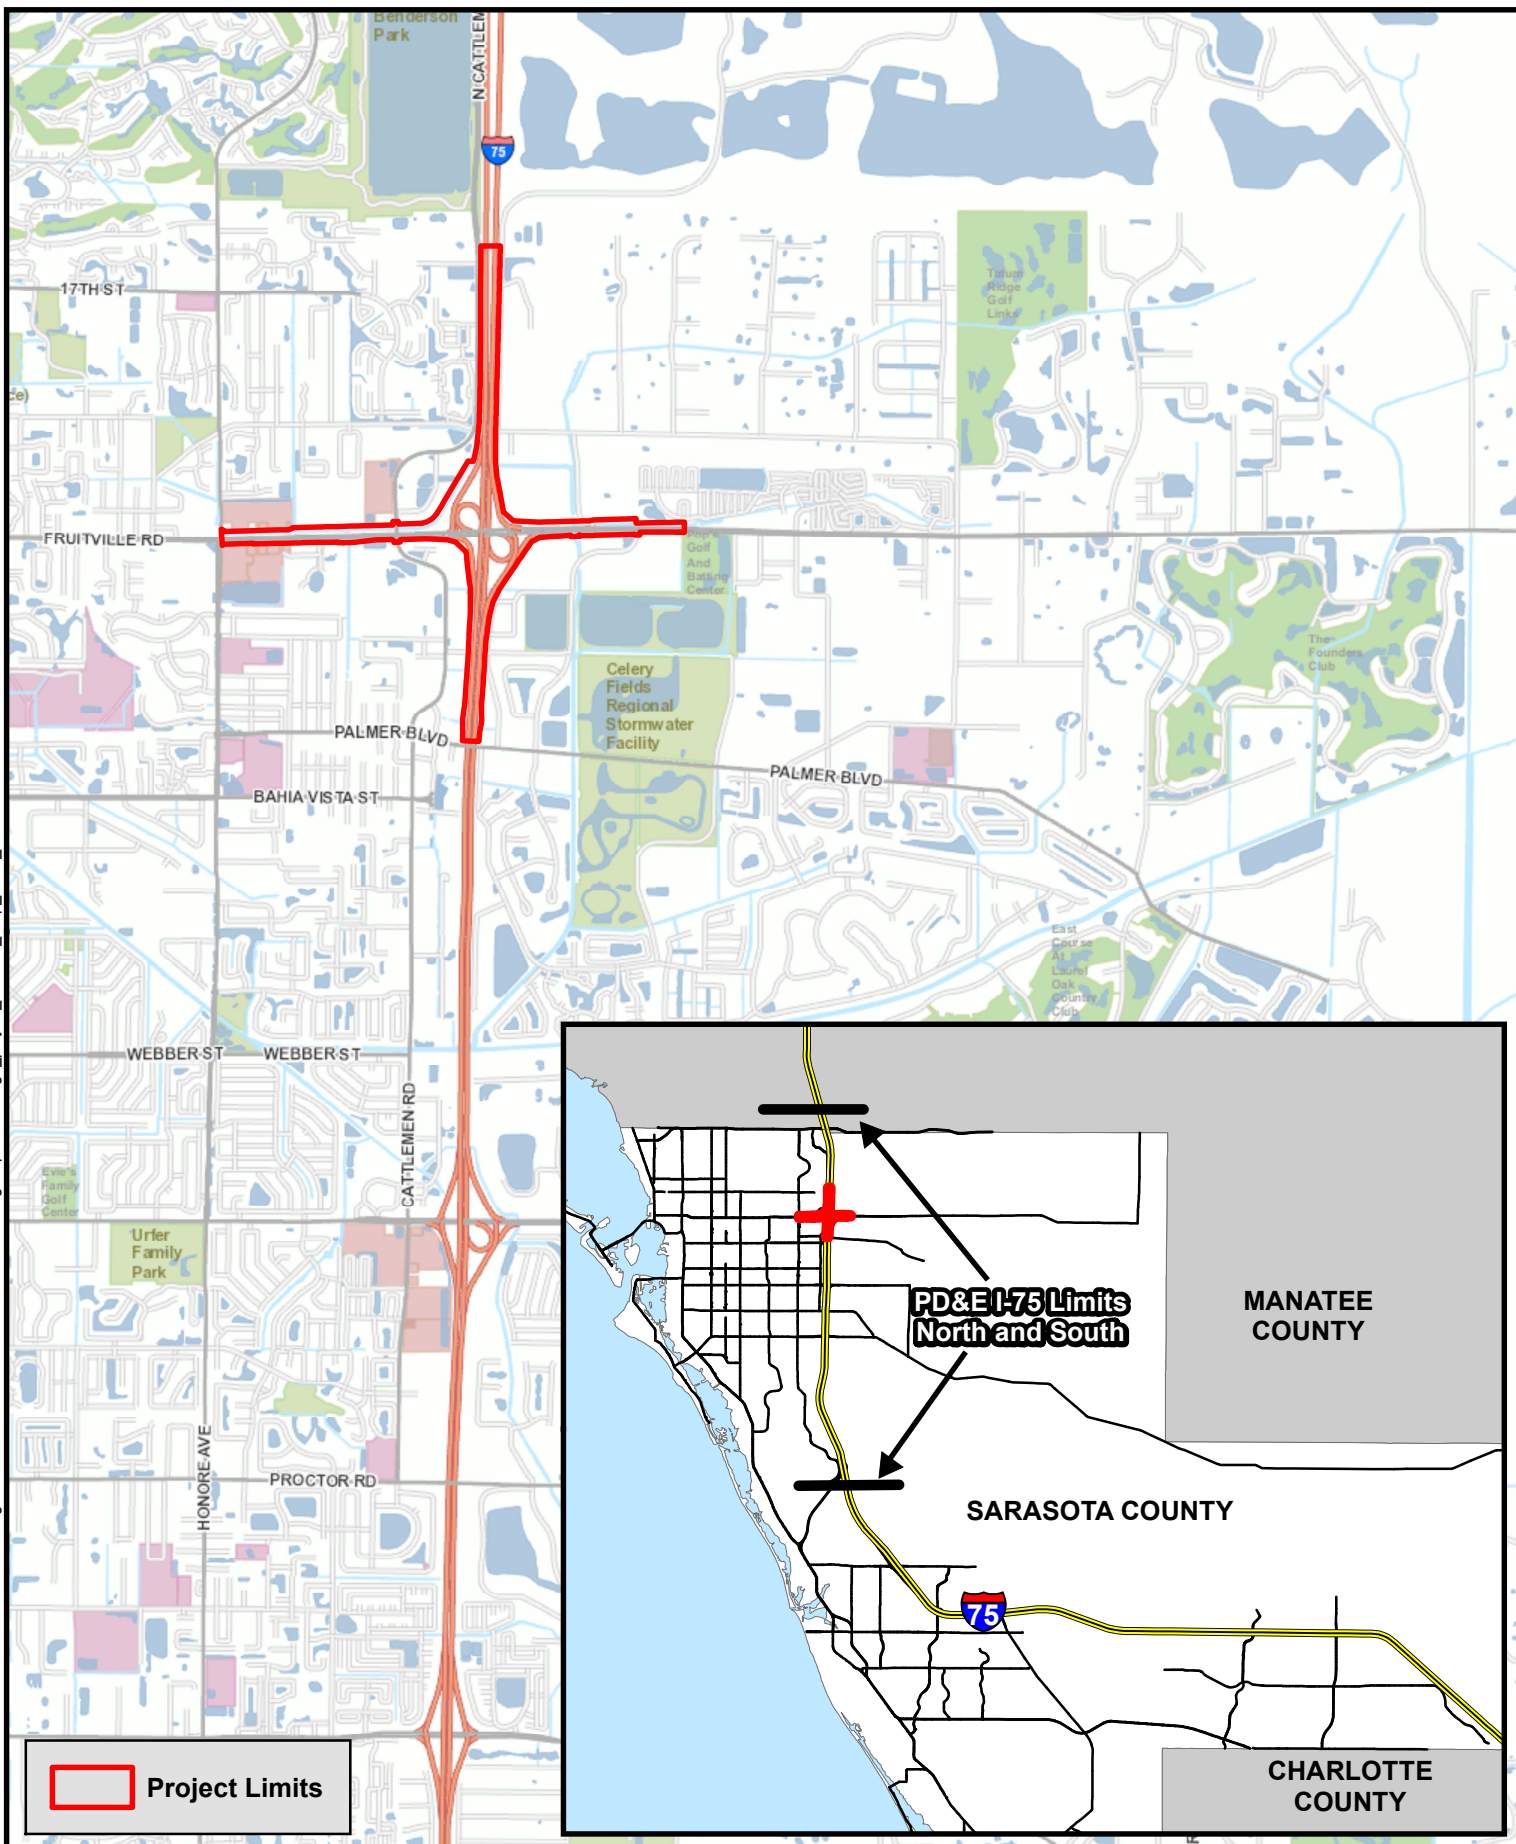 Benderson
Park
N CATTLEM
75
17TH ST
Tatum
Ridge
Golf
Links
ce)
FRUITVILLE RD
Golf
And
Batting
Center
The
Founders
Club
Celery
Fields
Regional
Stormwater
Facility
PALMER BLVD
PALMER BLVD
BAHIA VISTA ST
East
Course
At
Laurel
Oak
Country
Club
WEBBER ST
WEBBER ST
CATTLEMEN RD
Evie's
Family
Golf
Center
Urfer
Family
Park
HONORE AVE
PROCTOR RD
PD&E I-75 Limits
North and South
MANATEE
COUNTY
SARASOTA COUNTY
75
CHARLOTTE
COUNTY
Project Limits